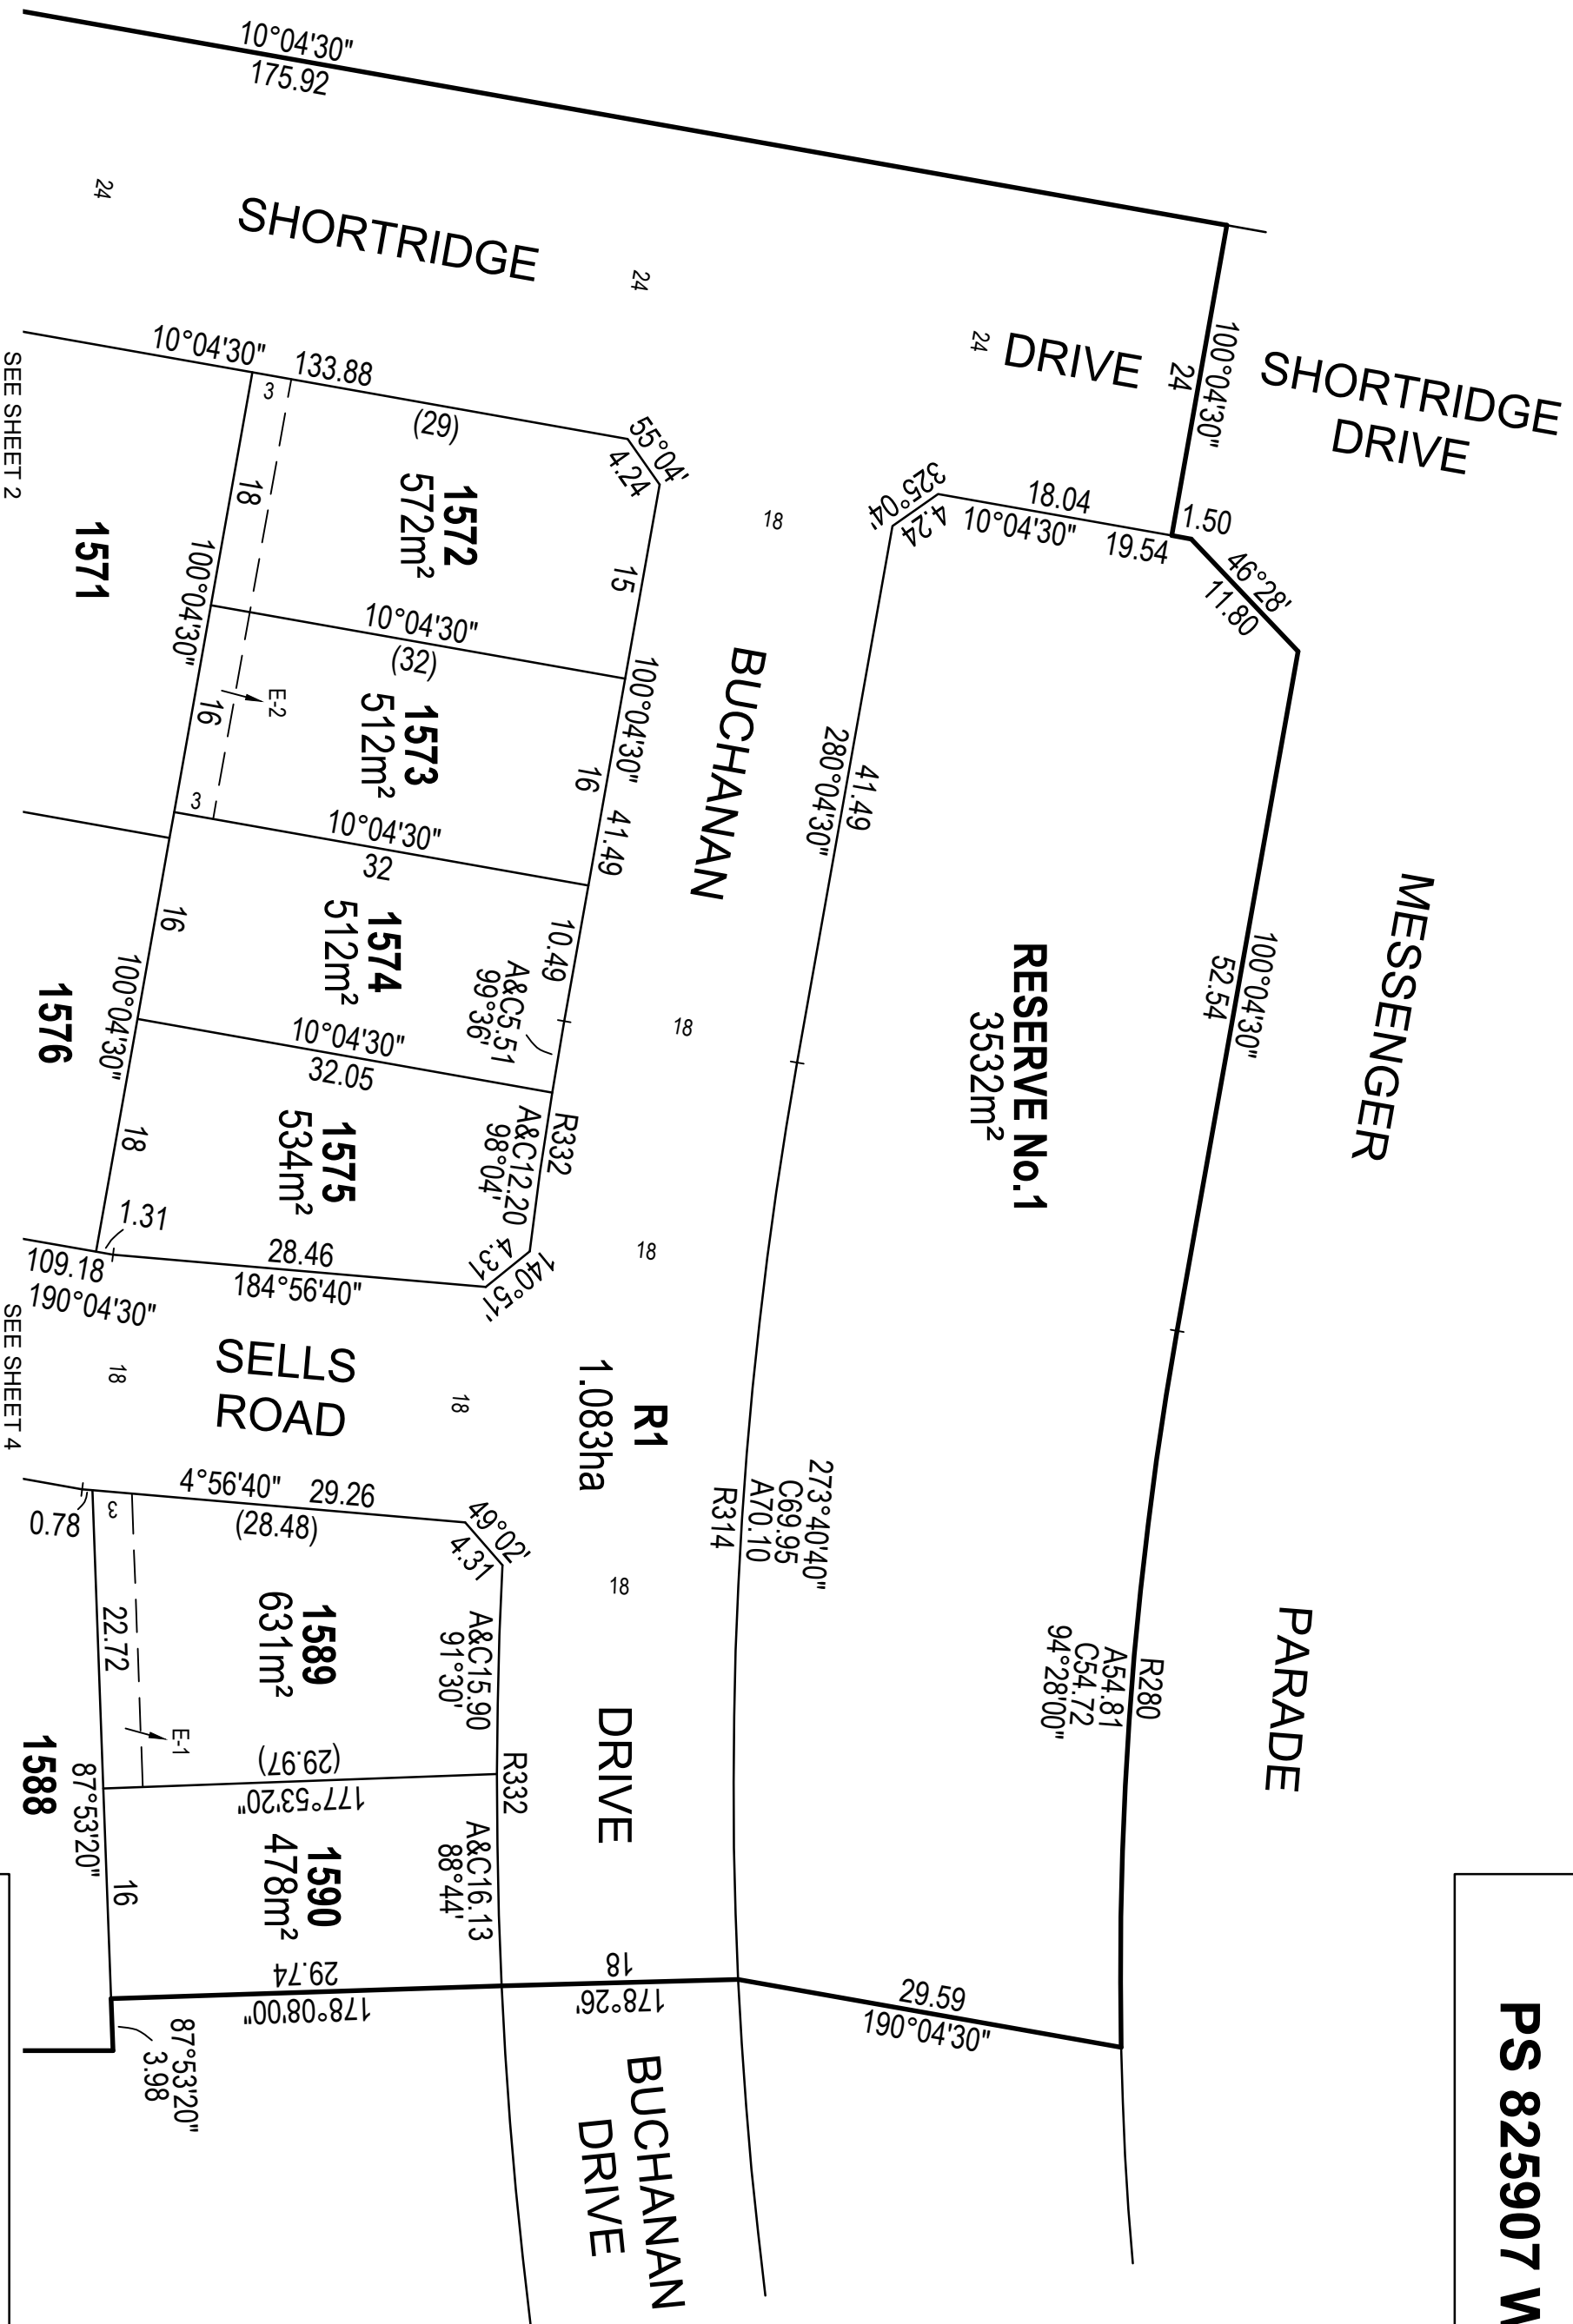 PS 825907 W
SHORTRIDGE
DRIVE
MESSENGER
PARADE
10°04'30"
175.92
SHORTRIDGE
DRIVE
24
24
24
100°04'30"
24
1.50
46°28'
11.80
18.04
10°04'30"
19.54
325°04'
4.24
100°04'30"
52.54
R280
A54.81
C54.72
94°28'00"
RESERVE No.1
3532m²
41.49
280°04'30"
273°40'40"
C69.95
A70.10
R314
29.59
190°04'30"
BUCHANAN
DRIVE
18
18
18
18
R1
1.083ha
18
178°26'
BUCHANAN
DRIVE
10°04'30"
133.88
(29)
55°04'
4.24
1572
572m²
15
3
18
100°04'30"
10°04'30"
(32)
100°04'30"
41.49
1573
512m²
16
E-2
16
3
10°04'30"
32
10.49
1574
512m²
A&C5.51
99°36'
16
100°04'30"
10°04'30"
32.05
R332
A&C12.20
98°04'
1575
534m²
140°57'
4.31
18
1.31
28.46
184°56'40"
109.18
190°04'30"
SELLS
ROAD
18
18
4°56'40"
29.26
(28.48)
49°02'
4.31
0.78
3
A&C15.90
91°30'
1589
631m²
22.72
E-1
(29.97)
177°53'20"
R332
A&C16.13
88°44'
1590
478m²
87°53'20"
16
29.74
178°08'00"
87°53'20"
3.98
1571
1576
1588
SEE SHEET 2
SEE SHEET 4